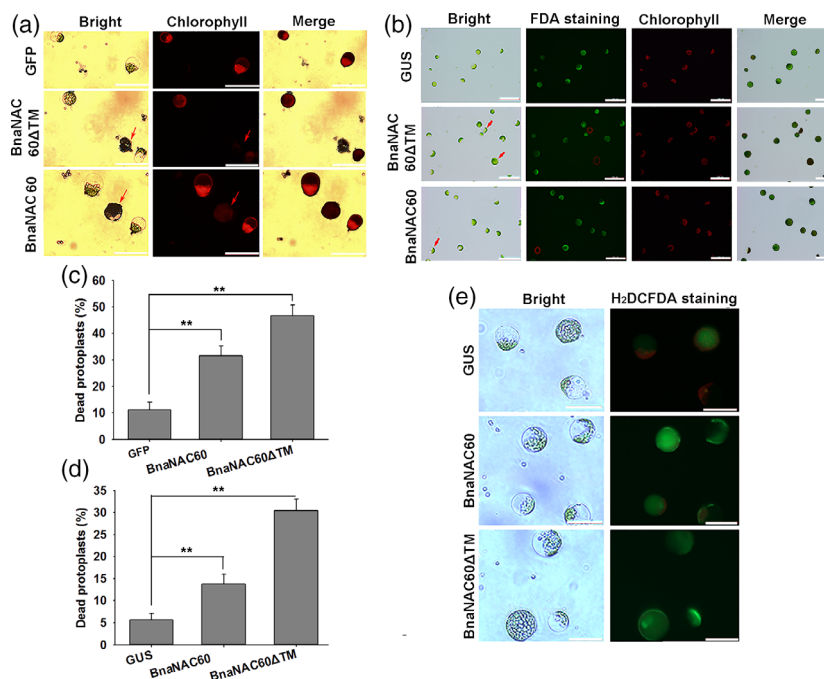 (a)
Bright Chlorophyll Merge
GFP
BnaNAC
60ΔTM
BnaNAC60
(b)
Bright FDA staining Chlorophyll Merge
GUS
BnaNAC
60ΔTM
BnaNAC60
(c)
Dead protoplasts (%)
60
50
40
30
20
10
0
**
**
GFP
BnaNAC60
BnaNAC60ΔTM
(d)
Dead protoplasts (%)
35
30
25
20
15
10
5
0
**
**
GUS
BnaNAC60
BnaNAC60ΔTM
(e)
Bright H₂DCFDA staining
GUS
BnaNAC60
BnaNAC60ΔTM